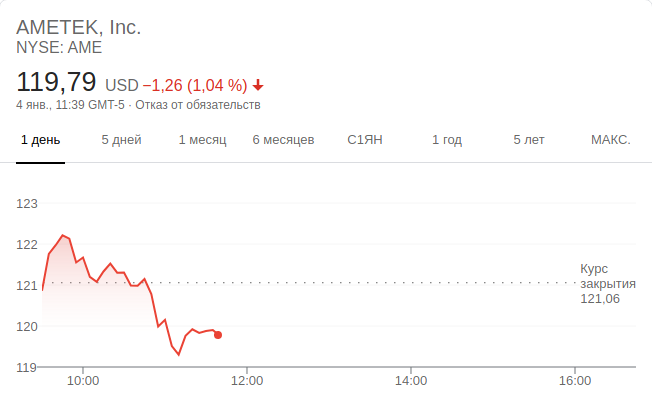 AMETEK, Inc.
NYSE: AME
119,79 USD −1,26 (1,04 %)
4 янв., 11:39 GMT-5 · Отказ от обязательств
1 день 5 дней 1 месяц 6 месяцев С1ЯН 1 год 5 лет МАКС.
123
122
Курс
121 закрытия
121,06
120
119
10:00 12:00 14:00 16:00